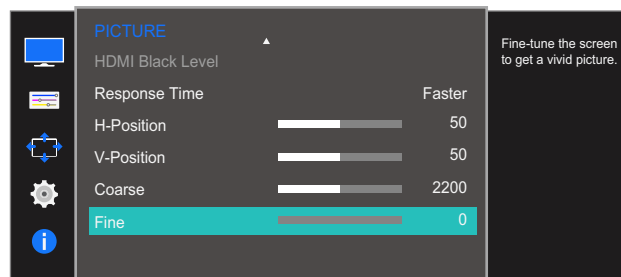 PICTURE
HDMI Black Level
Response Time Faster
H-Position 50
V-Position 50
Coarse 2200
Fine 0
Fine-tune the screen
to get a vivid picture.